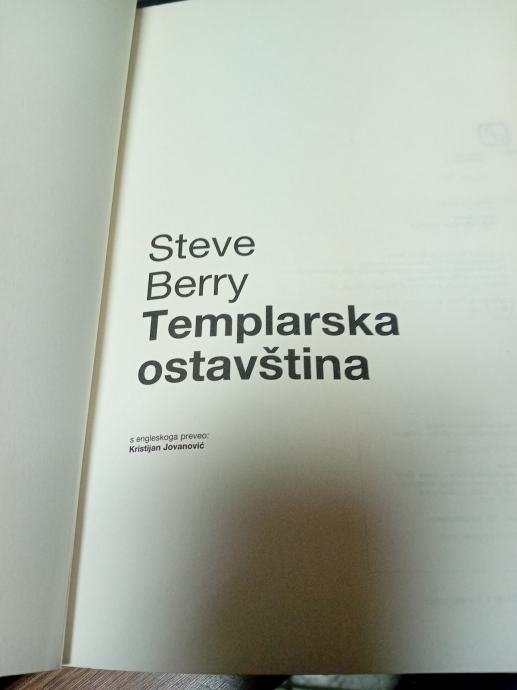 Steve
Berry
Templarska
ostavština
s engleskoga preveo:
Kristijan Jovanović